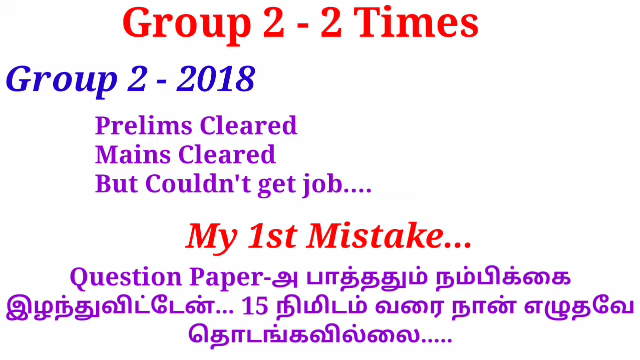 Group 2 - 2 Times
Group 2 - 2018
Prelims Cleared
Mains Cleared
But Couldn't get job....
My 1st Mistake...
Question Paper-அ பாத்ததும் நம்பிக்கை
இழந்துவிட்டேன்... 15 நிமிடம் வரை நான் எழுதவே
தொடங்கவில்லை.....